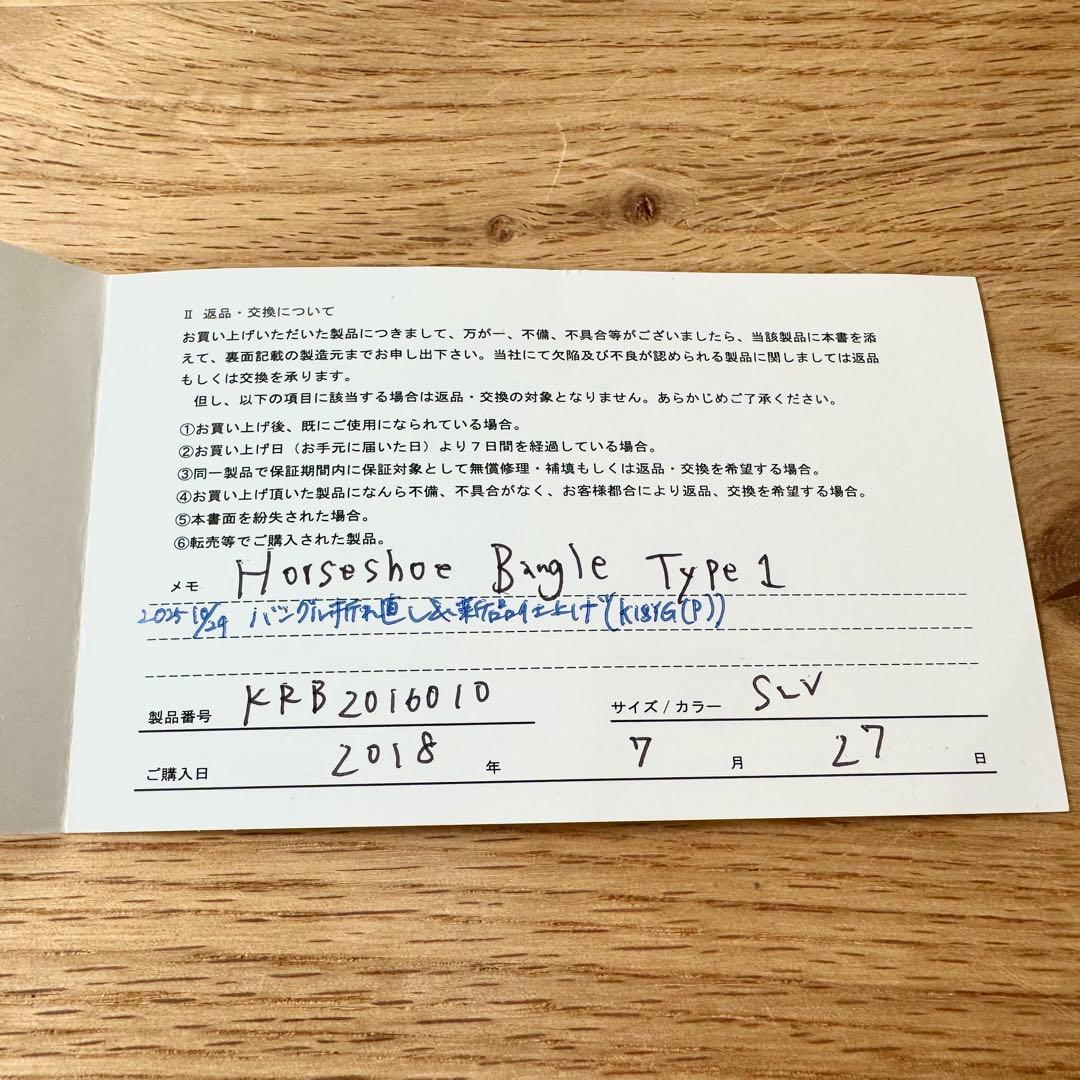 Ⅱ 返品・交換について
お買い上げいただいた製品につきまして、万が一、不備、不具合等がございましたら、当該製品に本書を添
えて、裏面記載の製造元までお申し出下さい。当社にて欠陥及び不良が認められる製品に関しましては返品
もしくは交換を承ります。
但し、以下の項目に該当する場合は返品・交換の対象となりません。あらかじめご了承ください。
①お買い上げ後、既にご使用になられている場合。
②お買い上げ日（お手元に届いた日）より７日間を経過している場合。
③同一製品で保証期間内に保証対象として無償修理・補填もしくは返品・交換を希望する場合。
④お買い上げ頂いた製品になんら不備、不具合がなく、お客様都合により返品、交換を希望する場合。
⑤本書面を紛失された場合。
⑥転売等でご購入された製品。
メモ Horseshoe Bangle Type 1
2025 10/29 バングル折れ直し 新品仕上げ (K18YG(P))
製品番号 KRB2016010 サイズ / カラー SLV
ご購入日 2018 年 7 月 27 日